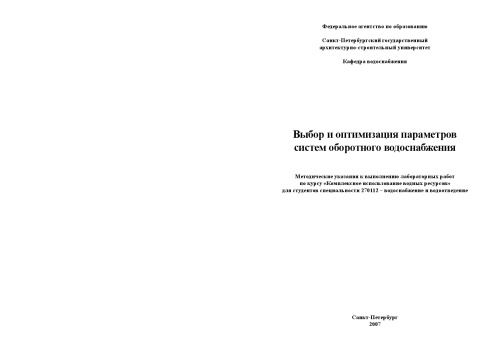 Федеральное агентство по образованию
Санкт-Петербургский государственный
архитектурно-строительный университет
Кафедра водоснабжения
Выбор и оптимизация параметров
систем оборотного водоснабжения
Методические указания к выполнению лабораторных работ
по курсу «Комплексное использование водных ресурсов»
для студентов специальности 270112 – водоснабжение и водоотведение
Санкт-Петербург
2007